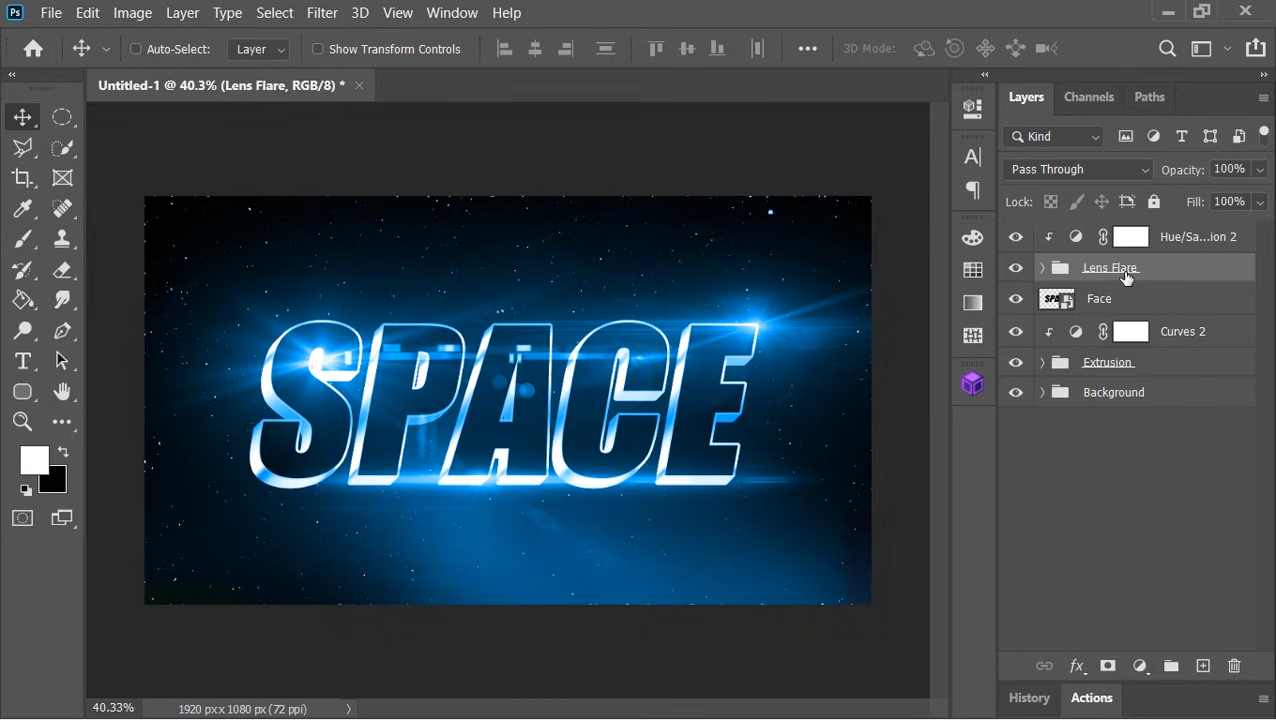 Ps File Edit Image Layer Type Select Filter 3D View Window Help
Auto-Select: Layer Show Transform Controls 3D Mode:
Untitled-1 @ 40.3% (Lens Flare, RGB/8) *
Layers Channels Paths
Kind
Pass Through Opacity: 100%
Lock: Fill: 100%
Hue/Sa...ion 2
Lens Flare
Face
Curves 2
Extrusion
Background
SPACE
40.33% 1920 px x 1080 px (72 ppi)
History Actions